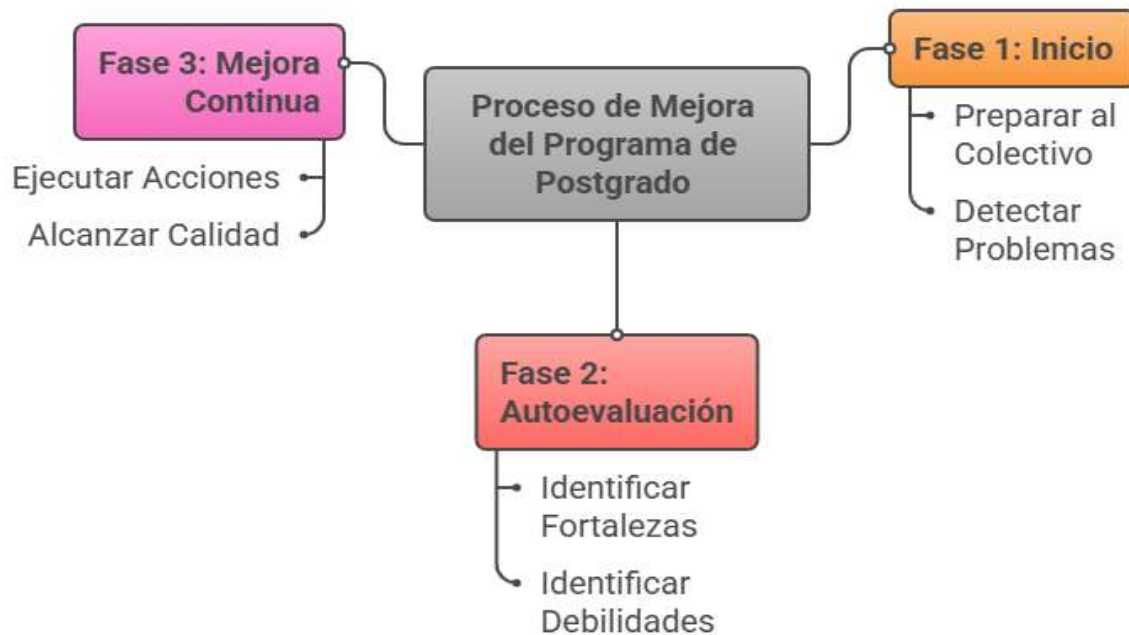 Proceso de Mejora
del Programa de
Postgrado
Fase 1: Inicio
Preparar al
Colectivo
Detectar
Problemas
Fase 2:
Autoevaluación
Identificar
Fortalezas
Identificar
Debilidades
Fase 3: Mejora
Continua
Ejecutar Acciones
Alcanzar Calidad